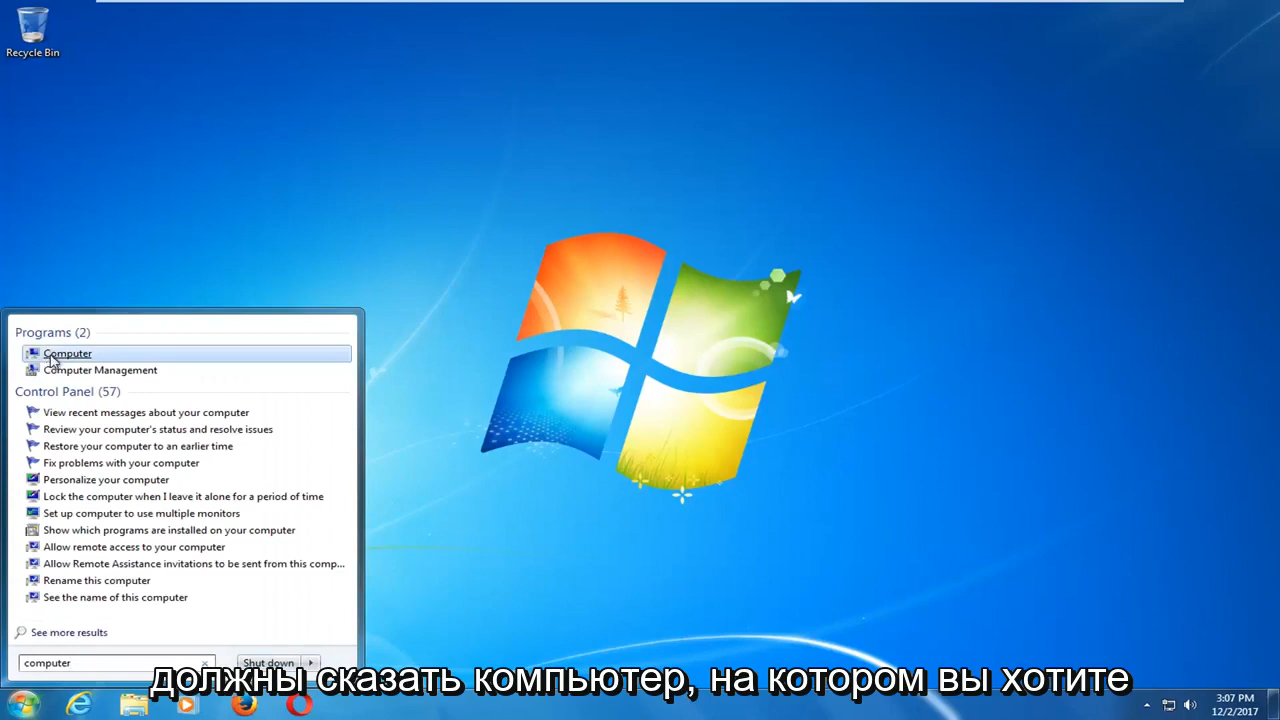 Recycle Bin
Programs (2)
Computer
Computer Management
Control Panel (57)
View recent messages about your computer
Review your computer's status and resolve issues
Restore your computer to an earlier time
Fix problems with your computer
Personalize your computer
Lock the computer when I leave it alone for a period of time
Set up computer to use multiple monitors
Show which programs are installed on your computer
Allow remote access to your computer
Allow Remote Assistance invitations to be sent from this comp...
Rename this computer
See the name of this computer
See more results
computer
Shut down
должны сказать компьютер, на котором вы хотите
3:07 PM
12/2/2017